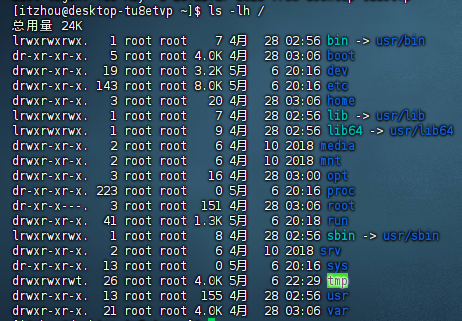 [itzhou@desktop-tu8etvp ~]$ ls -lh /
总用量 24K
lrwxrwxrwx. 1 root root 7 4月 28 02:56 bin -> usr/bin
dr-xr-xr-x. 5 root root 4.0K 4月 28 03:06 boot
drwxr-xr-x. 19 root root 3.2K 5月 6 20:16 dev
drwxr-xr-x. 143 root root 8.0K 5月 6 20:16 etc
drwxr-xr-x. 3 root root 20 4月 28 03:06 home
lrwxrwxrwx. 1 root root 7 4月 28 02:56 lib -> usr/lib
lrwxrwxrwx. 1 root root 9 4月 28 02:56 lib64 -> usr/lib64
drwxr-xr-x. 2 root root 6 4月 10 2018 media
drwxr-xr-x. 2 root root 6 4月 10 2018 mnt
drwxr-xr-x. 3 root root 16 4月 28 03:00 opt
dr-xr-xr-x. 223 root root 0 5月 6 20:16 proc
dr-xr-x---. 3 root root 151 4月 28 03:06 root
drwxr-xr-x. 41 root root 1.3K 5月 6 20:18 run
lrwxrwxrwx. 1 root root 8 4月 28 02:56 sbin -> usr/sbin
drwxr-xr-x. 2 root root 6 4月 10 2018 srv
dr-xr-xr-x. 13 root root 0 5月 6 20:16 sys
drwxrwxrwt. 26 root root 4.0K 5月 6 22:29 tmp
drwxr-xr-x. 13 root root 155 4月 28 02:56 usr
drwxr-xr-x. 21 root root 4.0K 4月 28 03:06 var